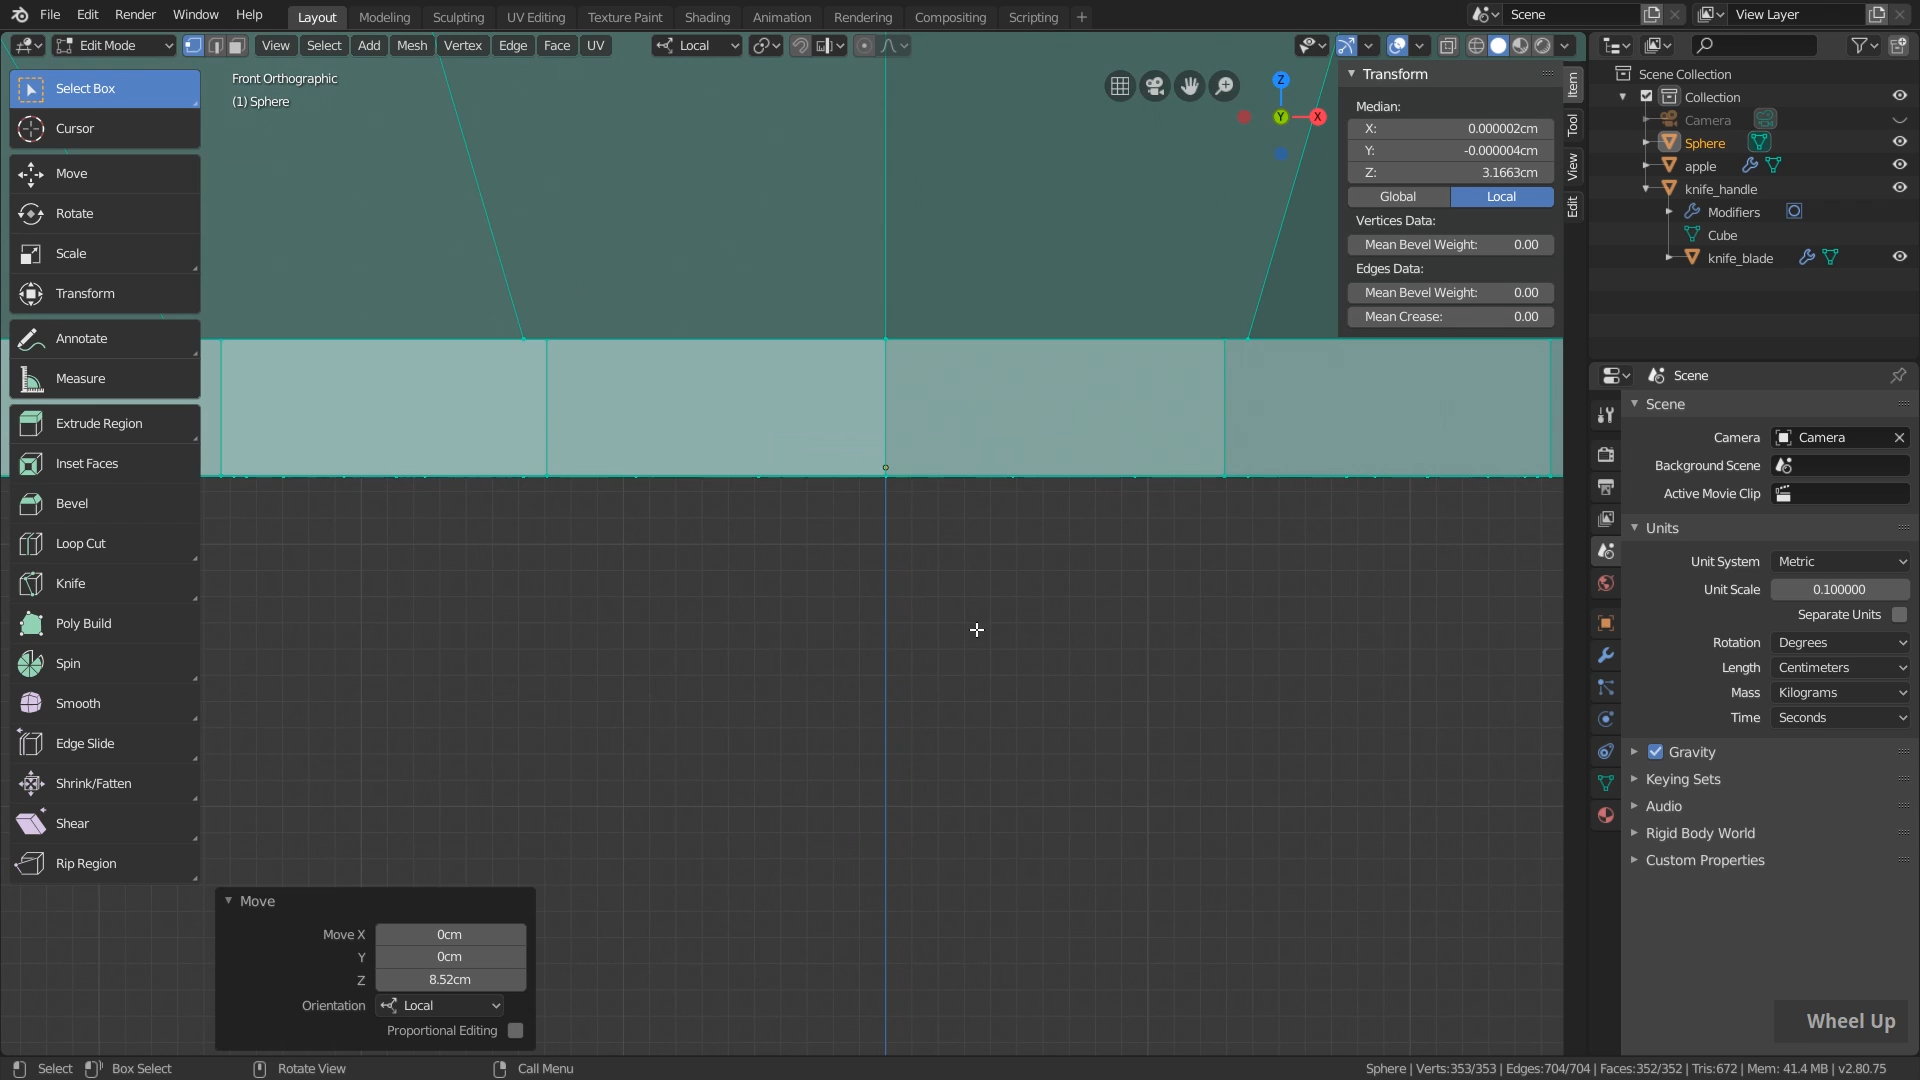 File Edit Render Window Help Layout Modeling Sculpting UV Editing Texture Paint Shading Animation Rendering Compositing Scripting + Scene View Layer
Edit Mode View Select Add Mesh Vertex Edge Face UV Local
Select Box
Cursor
Move
Rotate
Scale
Transform
Annotate
Measure
Extrude Region
Inset Faces
Bevel
Loop Cut
Knife
Poly Build
Spin
Smooth
Edge Slide
Shrink/Fatten
Shear
Rip Region
Front Orthographic
(1) Sphere
Z
Y
X
Transform
Median:
X: 0.000002cm
Y: -0.000004cm
Z: 3.1663cm
Global Local
Vertices Data:
Mean Bevel Weight: 0.00
Edges Data:
Mean Bevel Weight: 0.00
Mean Crease: 0.00
Item
Tool
View
Edit
Scene Collection
Collection
Camera
Sphere
apple
knife_handle
Modifiers
Cube
knife_blade
Scene
Scene
Camera Camera
Background Scene
Active Movie Clip
Units
Unit System Metric
Unit Scale 0.100000
Separate Units
Rotation Degrees
Length Centimeters
Mass Kilograms
Time Seconds
Gravity
Keying Sets
Audio
Rigid Body World
Custom Properties
Move
Move X 0cm
Y 0cm
Z 8.52cm
Orientation Local
Proportional Editing
Wheel Up
Select Box Select Rotate View Call Menu Sphere | Verts:353/353 | Edges:704/704 | Faces:352/352 | Tris:672 | Mem: 41.4 MB | v2.80.75